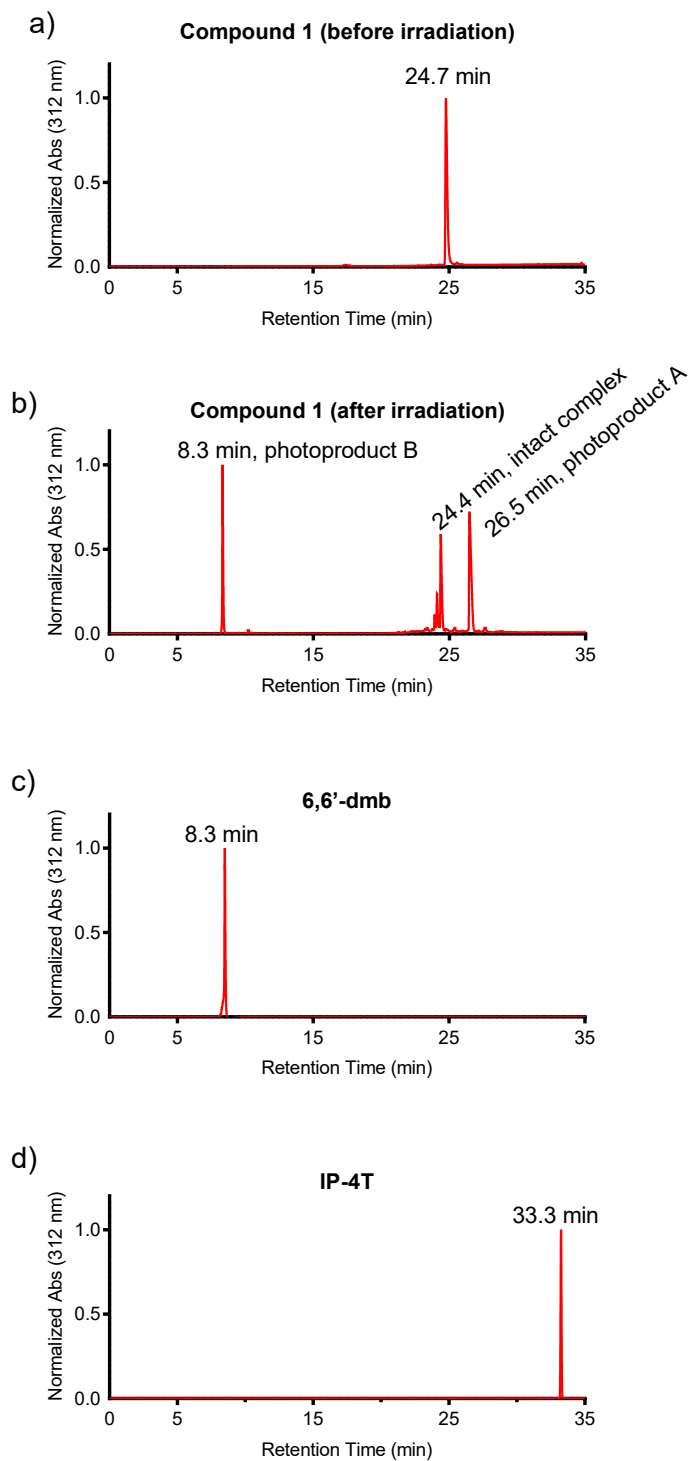 a)
Compound 1 (before irradiation)
24.7 min
Normalized Abs (312 nm)
1.0
0.5
0.0
0
5
15
25
35
Retention Time (min)
b)
Compound 1 (after irradiation)
8.3 min, photoproduct B
24.4 min, intact complex
26.5 min, photoproduct A
Normalized Abs (312 nm)
1.0
0.5
0.0
0
5
15
25
35
Retention Time (min)
c)
6,6'-dmb
8.3 min
Normalized Abs (312 nm)
1.0
0.5
0.0
0
5
15
25
35
Retention Time (min)
d)
IP-4T
33.3 min
Normalized Abs (312 nm)
1.0
0.5
0.0
0
5
15
25
35
Retention Time (min)